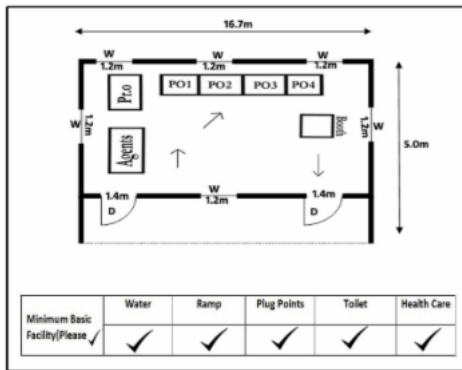 16.7m
W W W
1.2m 1.2m 1.2m
Pr.o PO1 PO2 PO3 PO4
W 1.2m Booth 1.2m W
5.0m
Agents
W
1.4m 1.2m 1.4m
D D
Water Ramp Plug Points Toilet Health Care
Minimum Basic
Facility(Please ✓ ✓ ✓ ✓ ✓ ✓